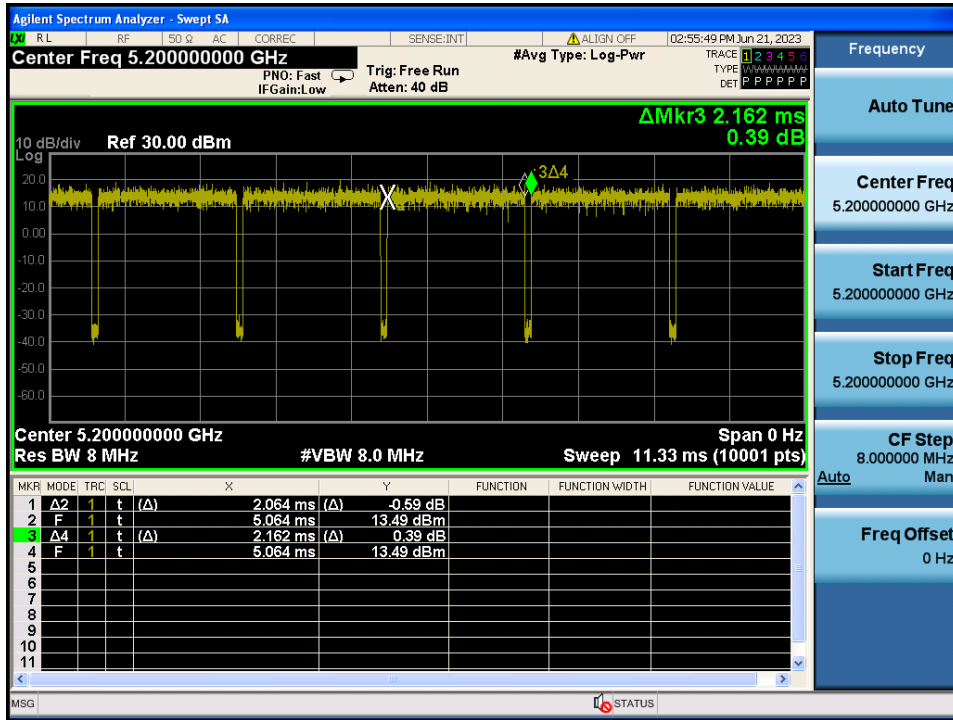 Agilent Spectrum Analyzer - Swept SA
LXI RL RF 50 Ω AC CORREC SENSE:INT ALIGN OFF 02:55:49 PM Jun 21, 2023
Center Freq 5.200000000 GHz #Avg Type: Log-Pwr TRACE 1 2 3 4 5 6
PNO: Fast Trig: Free Run TYPE WWWWWW
IFGain:Low Atten: 40 dB DET P P P P P P
ΔMkr3 2.162 ms
0.39 dB
10 dB/div Ref 30.00 dBm
Log
20.0
10.0
0.00
-10.0
-20.0
-30.0
-40.0
-50.0
-60.0
X
3Δ4
Center 5.200000000 GHz Span 0 Hz
Res BW 8 MHz #VBW 8.0 MHz Sweep 11.33 ms (10001 pts)
MKR MODE TRC SCL X Y FUNCTION FUNCTION WIDTH FUNCTION VALUE
1 Δ2 1 t (Δ) 2.064 ms (Δ) -0.59 dB
2 F 1 t 5.064 ms 13.49 dBm
3 Δ4 1 t (Δ) 2.162 ms (Δ) 0.39 dB
4 F 1 t 5.064 ms 13.49 dBm
5
6
7
8
9
10
11
MSG STATUS
Frequency
Auto Tune
Center Freq
5.200000000 GHz
Start Freq
5.200000000 GHz
Stop Freq
5.200000000 GHz
CF Step
8.000000 MHz
Auto Man
Freq Offset
0 Hz